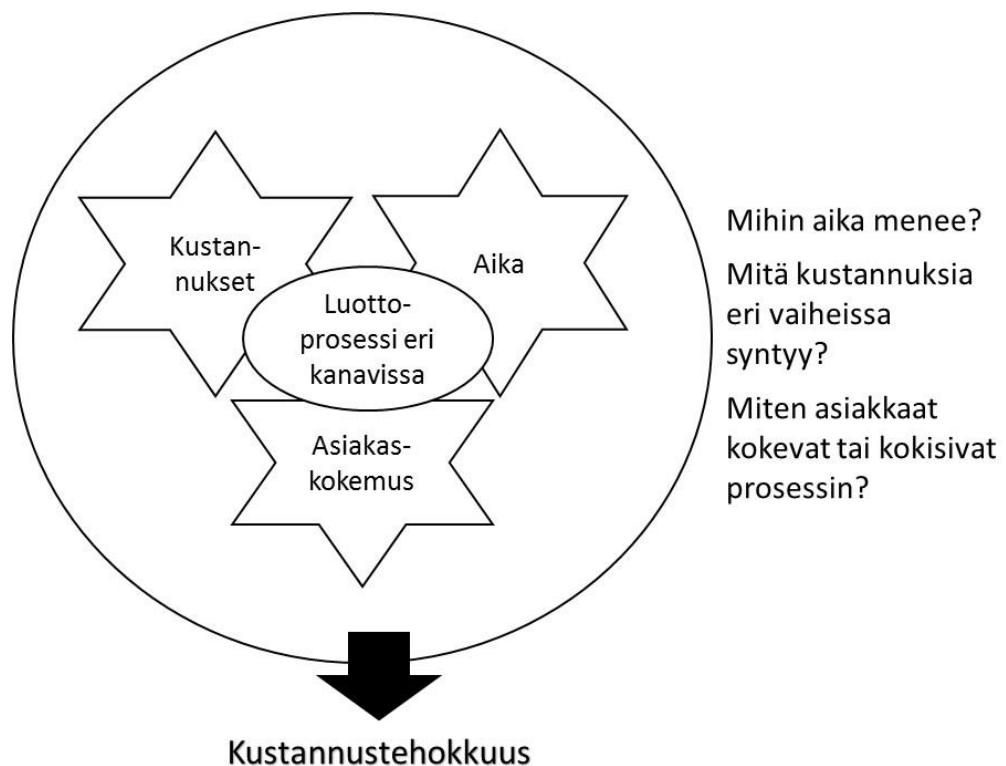 Kustan-
nukset
Aika
Luotto-
prosessi eri
kanavissa
Asiakas-
kokemus
Mihin aika menee?
Mitä kustannuksia
eri vaiheissa
syntyy?
Miten asiakkaat
kokevat tai kokisivat
prosessin?
Kustannustehokkuus